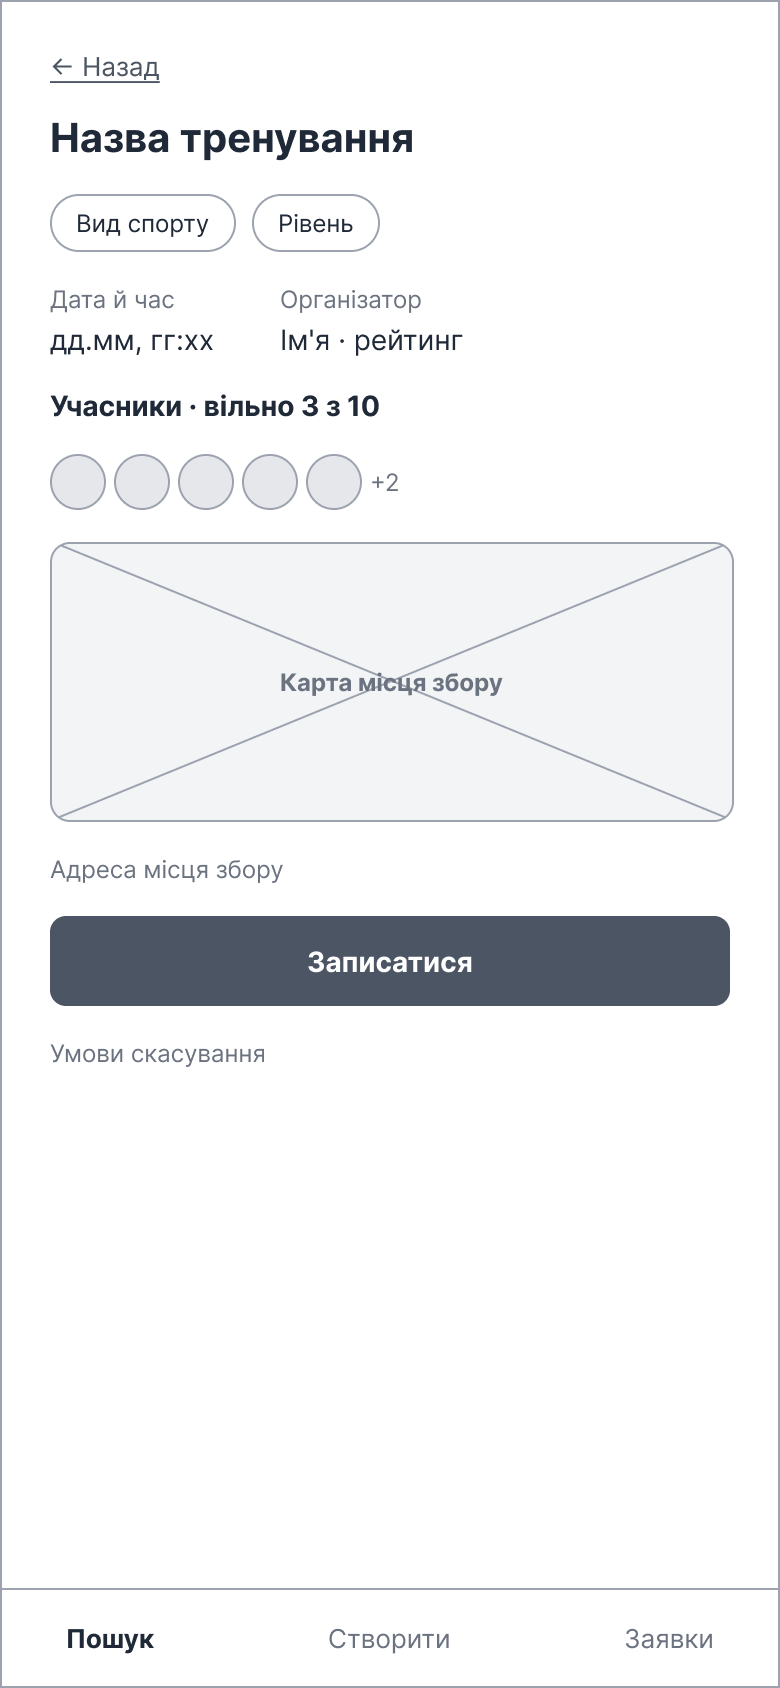 ← Назад
Назва тренування
Вид спорту Рівень
Дата й час Організатор
дд.мм, гг:хх Ім'я · рейтинг
Учасники · вільно 3 з 10
+2
Карта місця збору
Адреса місця збору
Записатися
Умови скасування
Пошук Створити Заявки